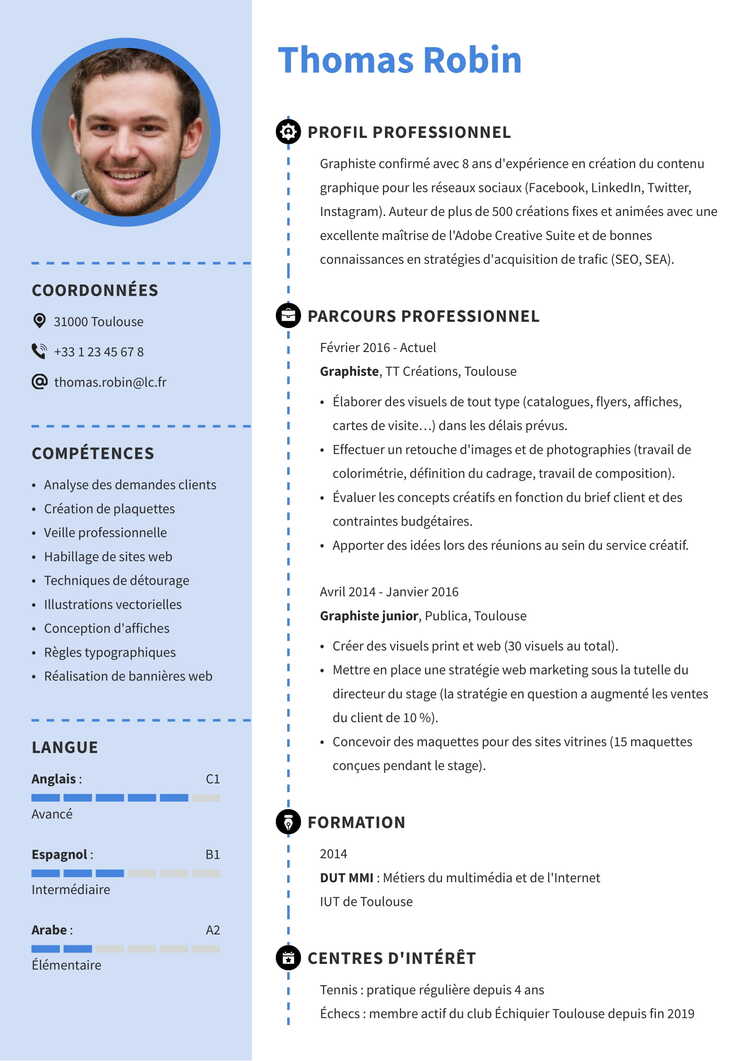 Thomas Robin
COORDONNÉES
31000 Toulouse
+33 1 23 45 67 8
thomas.robin@lc.fr
COMPÉTENCES
• Analyse des demandes clients
• Création de plaquettes
• Veille professionnelle
• Habillage de sites web
• Techniques de détourage
• Illustrations vectorielles
• Conception d'affiches
• Règles typographiques
• Réalisation de bannières web
LANGUE
Anglais : C1
Avancé
Espagnol : B1
Intermédiaire
Arabe : A2
Élémentaire
PROFIL PROFESSIONNEL
Graphiste confirmé avec 8 ans d'expérience en création du contenu
graphique pour les réseaux sociaux (Facebook, LinkedIn, Twitter,
Instagram). Auteur de plus de 500 créations fixes et animées avec une
excellente maîtrise de l'Adobe Creative Suite et de bonnes
connaissances en stratégies d'acquisition de trafic (SEO, SEA).
PARCOURS PROFESSIONNEL
Février 2016 - Actuel
Graphiste, TT Créations, Toulouse
• Élaborer des visuels de tout type (catalogues, flyers, affiches,
cartes de visite…) dans les délais prévus.
• Effectuer un retouche d'images et de photographies (travail de
colorimétrie, définition du cadrage, travail de composition).
• Évaluer les concepts créatifs en fonction du brief client et des
contraintes budgétaires.
• Apporter des idées lors des réunions au sein du service créatif.
Avril 2014 - Janvier 2016
Graphiste junior, Publica, Toulouse
• Créer des visuels print et web (30 visuels au total).
• Mettre en place une stratégie web marketing sous la tutelle du
directeur du stage (la stratégie en question a augmenté les ventes
du client de 10 %).
• Concevoir des maquettes pour des sites vitrines (15 maquettes
conçues pendant le stage).
FORMATION
2014
DUT MMI : Métiers du multimédia et de l'Internet
IUT de Toulouse
CENTRES D'INTÉRÊT
Tennis : pratique régulière depuis 4 ans
Échecs : membre actif du club Échiquier Toulouse depuis fin 2019